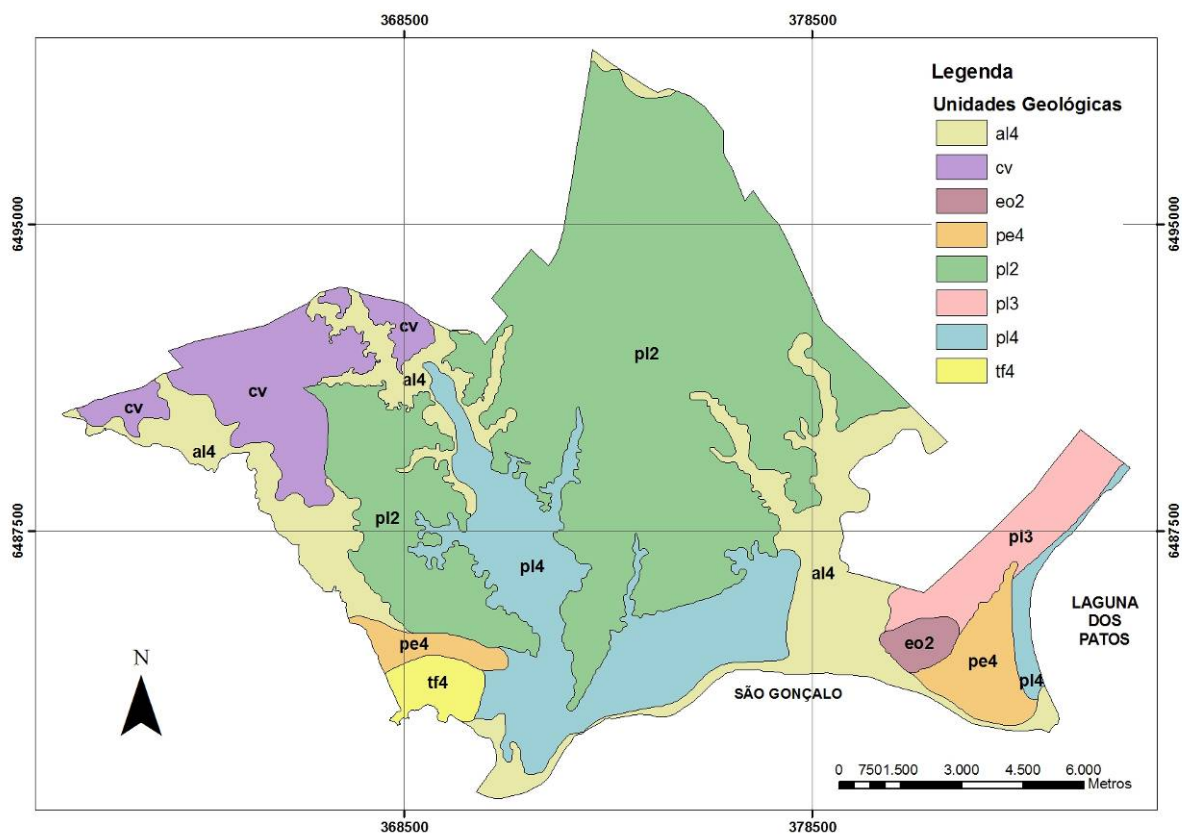 368500
378500
Legenda
Unidades Geológicas
al4
cv
eo2
pe4
pl2
pl3
pl4
tf4
6495000
6495000
cv
pl2
al4
cv
cv
al4
pl2
6487500
6487500
pl3
pl4
al4
LAGUNA
DOS
PATOS
pe4
eo2
pe4
N
tf4
pl4
SÃO GONÇALO
0 750 1.500 3.000 4.500 6.000
Metros
368500
378500